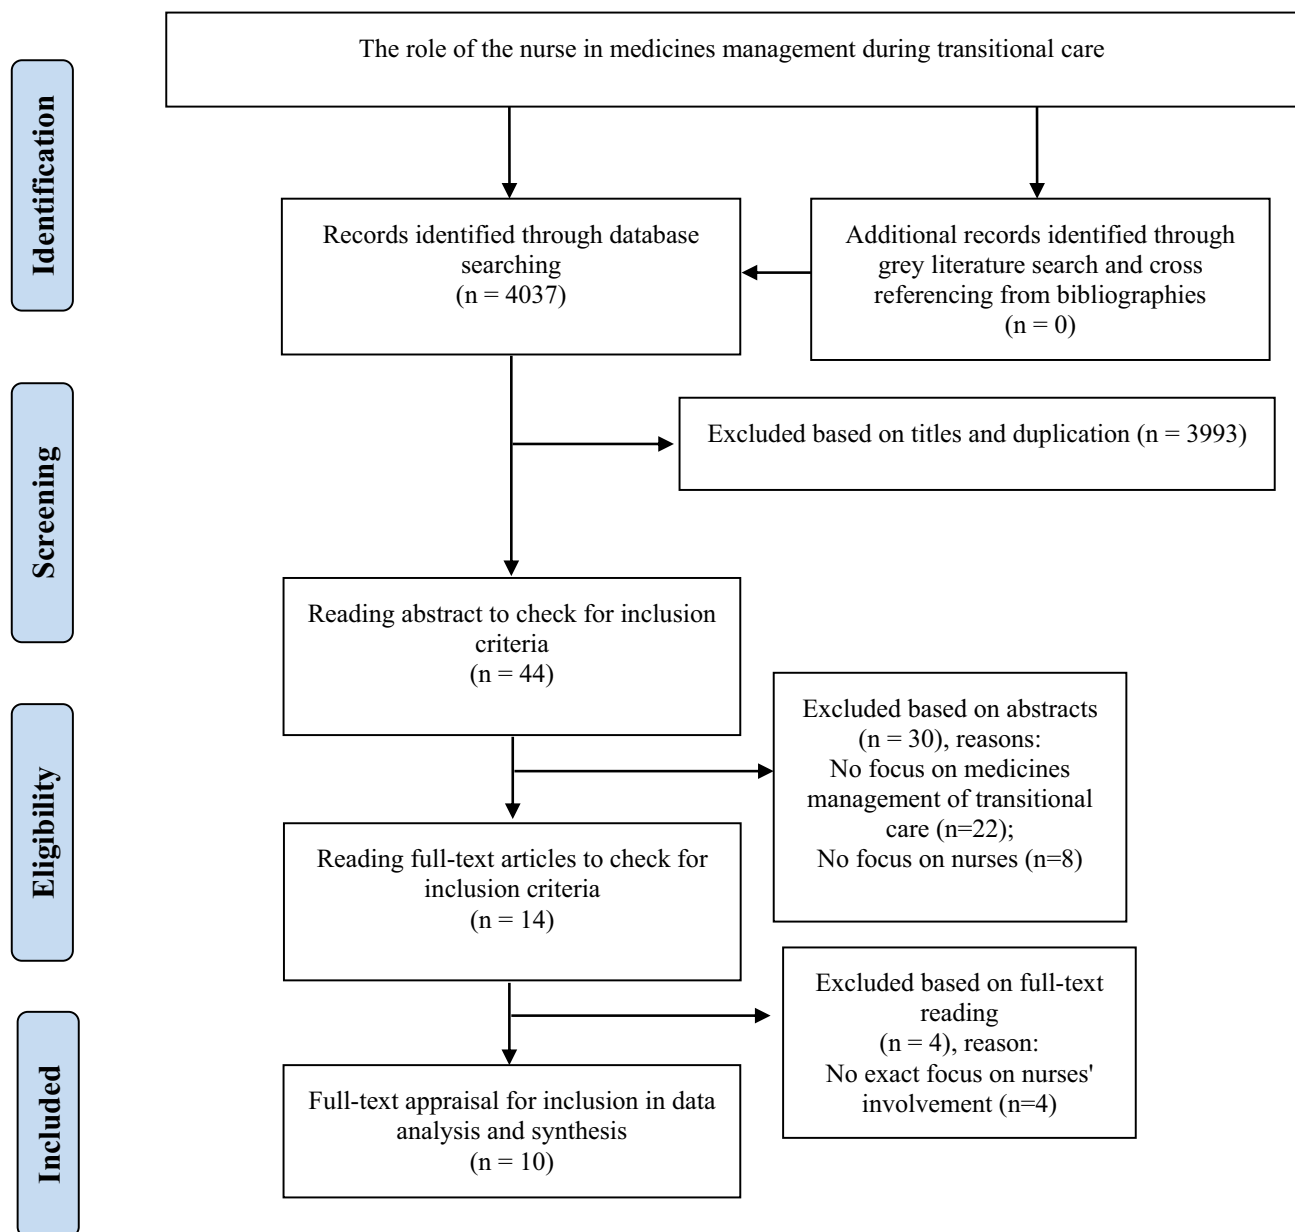 The role of the nurse in medicines management during transitional care
Identification
Records identified through database
searching
(n = 4037)
Additional records identified through
grey literature search and cross
referencing from bibliographies
(n = 0)
Screening
Excluded based on titles and duplication (n = 3993)
Reading abstract to check for inclusion
criteria
(n = 44)
Eligibility
Excluded based on abstracts
(n = 30), reasons:
No focus on medicines
management of transitional
care (n=22);
No focus on nurses (n=8)
Reading full-text articles to check for
inclusion criteria
(n = 14)
Excluded based on full-text
reading
(n = 4), reason:
No exact focus on nurses'
involvement (n=4)
Included
Full-text appraisal for inclusion in data
analysis and synthesis
(n = 10)